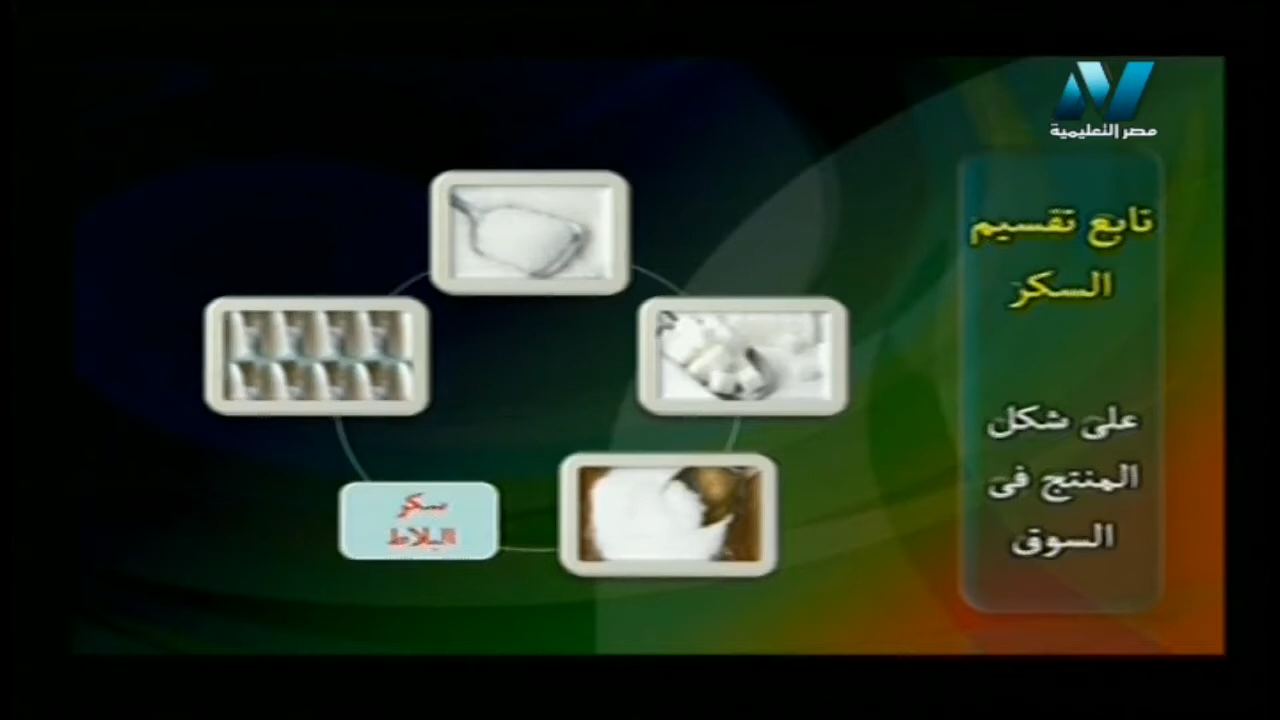 مصر التعليمية
تابع تقسيم
السكر
على شكل
المنتج فى
السوق
سكر
البلاط